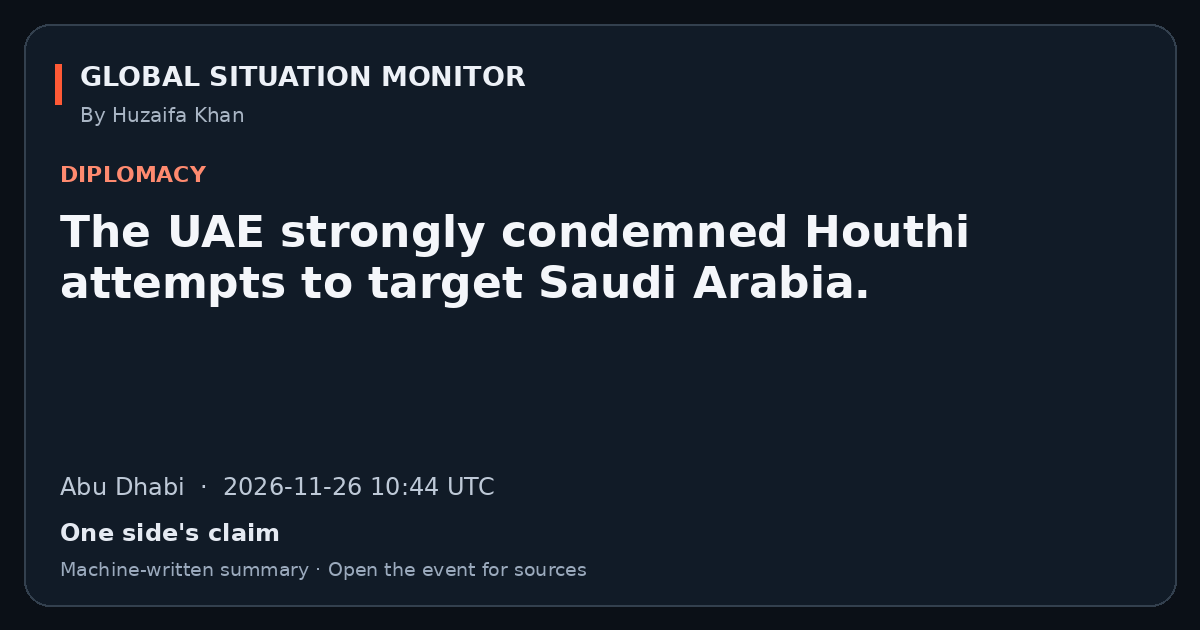 GLOBAL SITUATION MONITOR
By Huzaifa Khan
DIPLOMACY
The UAE strongly condemned Houthi
attempts to target Saudi Arabia.
Abu Dhabi · 2026-11-26 10:44 UTC
One side's claim
Machine-written summary · Open the event for sources